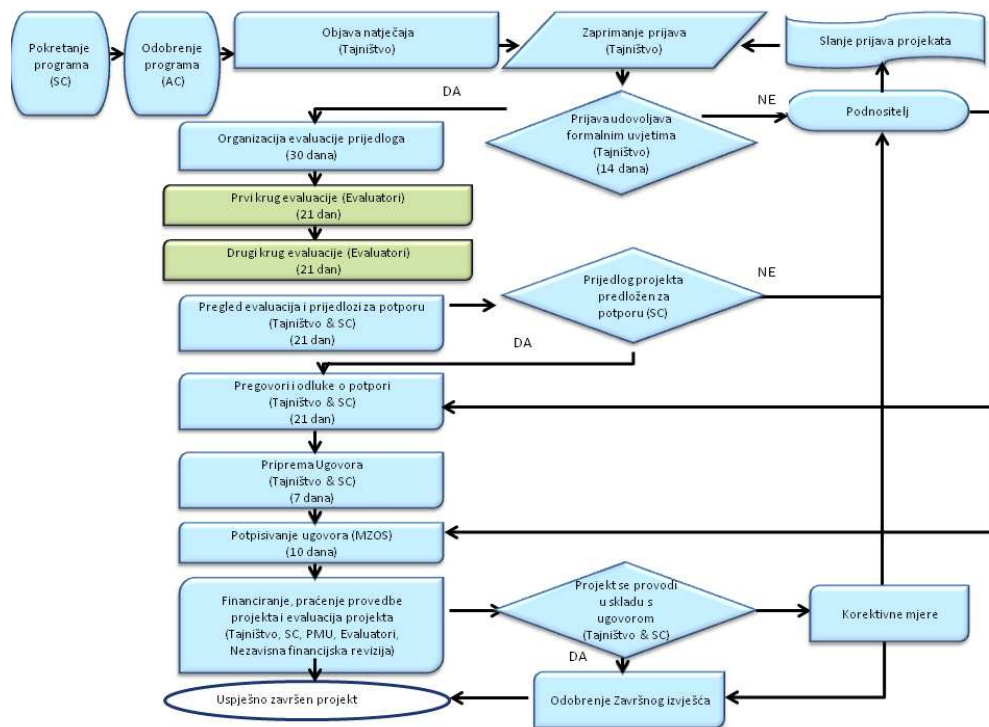 Pokretanje
programa
(SC)
Odobrenje
programa
(AC)
Objava natječaja
(Tajništvo)
Zaprimanje prijava
(Tajništvo)
Slanje prijava projekata
DA
NE
Podnositelj
Prijava udovoljava
formalnim uvjetima
(Tajništvo)
(14 dana)
Organizacija evaluacije prijedloga
(30 dana)
Prvi krug evaluacije (Evaluatori)
(21 dan)
Drugi krug evaluacije (Evaluatori)
(21 dan)
Prijedlog projekta
predložen za
potporu (SC)
NE
Pregled evaluacija i prijedlozi za potporu
(Tajništvo & SC)
(21 dan)
DA
Pregovori i odluke o potpori
(Tajništvo & SC)
(21 dan)
Priprema Ugovora
(Tajništvo & SC)
(7 dana)
Potpisivanje ugovora (MZOS)
(10 dana)
Financiranje, praćenje provedbe
projekta i evaluacija projekta
(Tajništvo, SC, PMU, Evaluatori,
Nezavisna financijska revizija)
Projekt se provodi
u skladu s
ugovorom
(Tajništvo & SC)
Korektivne mjere
DA
Uspješno završen projekt
Odobrenje Završnog izvješća